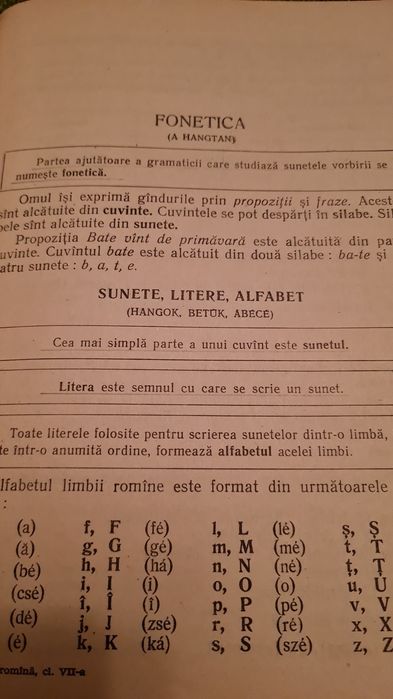 FONETICA
(A HANGTAN)
Partea ajutătoare a gramaticii care studiază sunetele vorbirii se
numește fonetică.
Omul își exprimă gîndurile prin propoziții și fraze. Acest
sînt alcătuite din cuvinte. Cuvintele se pot despărți în silabe. Sil
bele sînt alcătuite din sunete.
Propoziția Bate vînt de primăvară este alcătuită din pa
uvinte. Cuvîntul bate este alcătuit din două silabe : ba-te și
atru sunete : b, a, t, e.
SUNETE, LITERE, ALFABET
(HANGOK, BETŰK, ÁBÉCÉ)
Cea mai simplă parte a unui cuvînt este sunetul.
Litera este semnul cu care se scrie un sunet.
Toate literele folosite pentru scrierea sunetelor dintr-o limbă,
te într-o anumită ordine, formează alfabetul acelei limbi.
lfabetul limbii romîne este format din următoarele
:
(a) f, F (fé) l, L (lé) ș, Ș
(ă) g, G (gé) m, M (mé) t, T
(bé) h, H (há) n, N (né) ț, Ț
(csé) i, I (i) o, O (o) u, U
(dé) î, Î (î) p, P (pé) v, V
(é) j, J (zsé) r, R (ré) x, X
k, K (ká) s, S (szé) z, Z
romînă, cl. VII-a